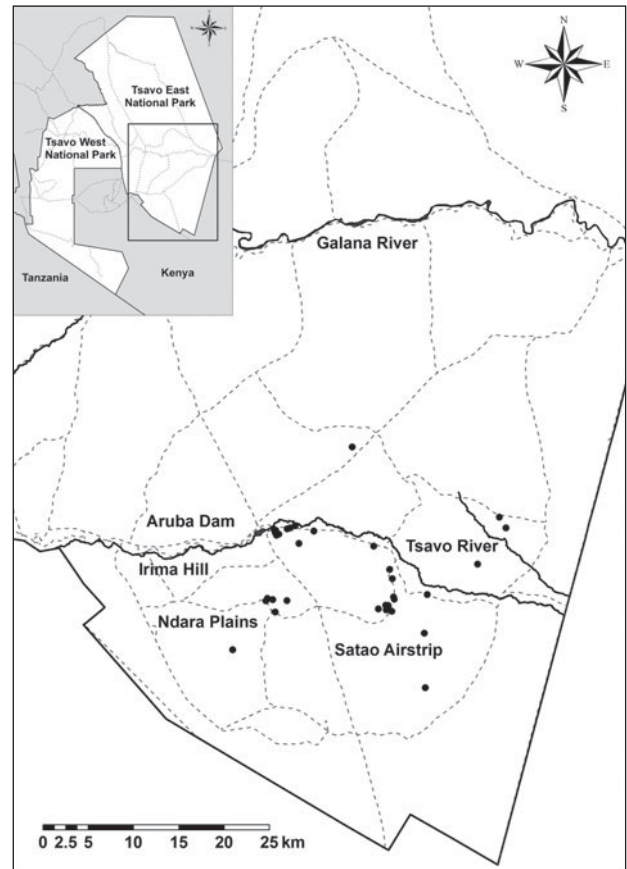 N
W E
S
Tsavo East
National Park
Tsavo West
National Park
Tanzania
Kenya
Galana River
Aruba Dam
Tsavo River
Irima Hill
Ndara Plains
Satao Airstrip
0 2.5 5 10 15 20 25 km